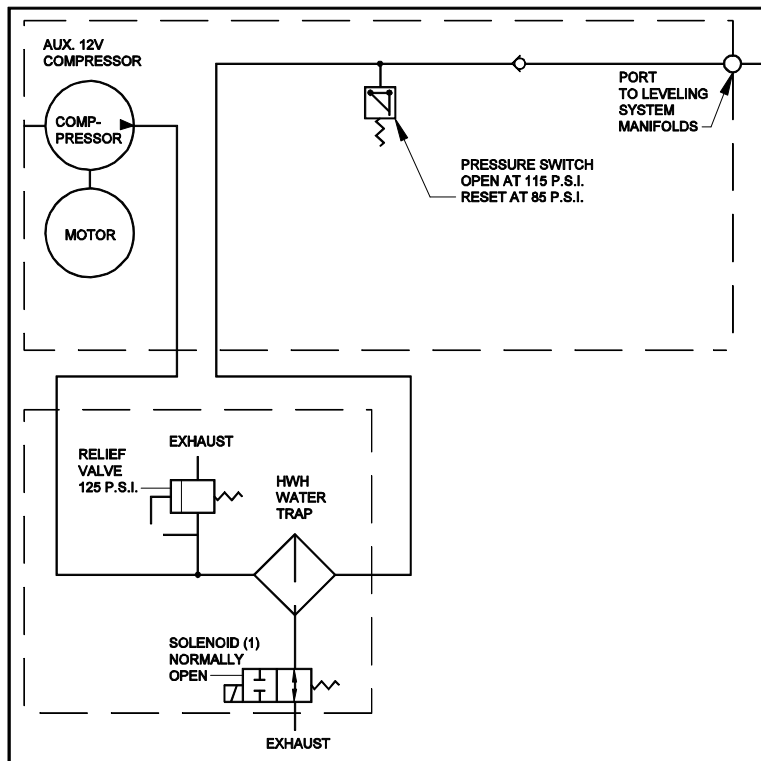 AUX. 12V
COMPRESSOR
COMP-
PRESSOR
MOTOR
PORT
TO LEVELING
SYSTEM
MANIFOLDS
PRESSURE SWITCH
OPEN AT 115 P.S.I.
RESET AT 85 P.S.I.
EXHAUST
RELIEF
VALVE
125 P.S.I.
HWH
WATER
TRAP
SOLENOID (1)
NORMALLY
OPEN
EXHAUST